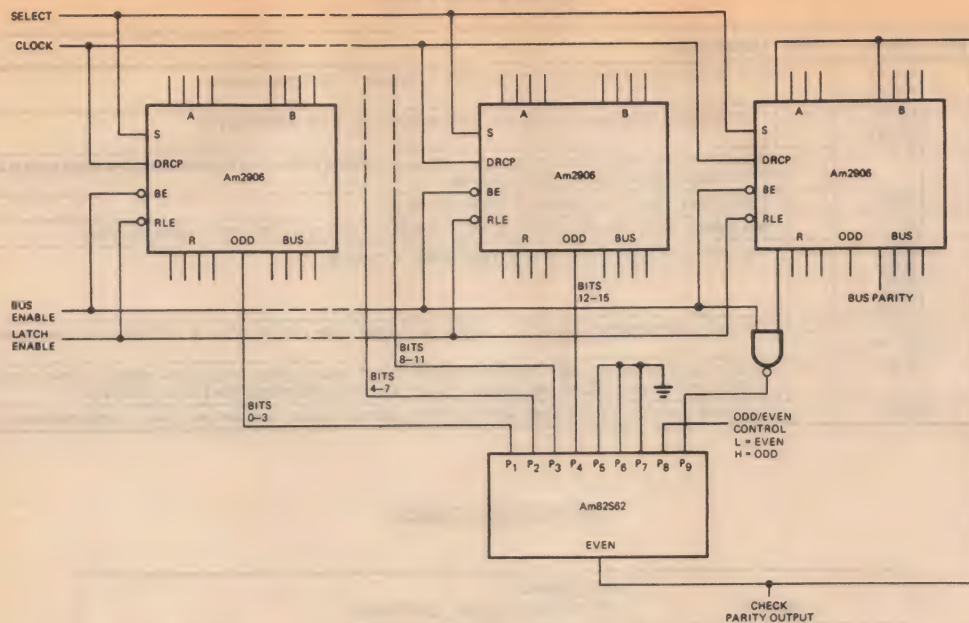 SELECT
CLOCK
A
B
S
DRCP
Am2906
BE
RLE
R
ODD
BUS
A
B
S
DRCP
Am2906
BE
RLE
R
ODD
BUS
A
B
S
DRCP
Am2906
BE
RLE
R
ODD
BUS
BUS
ENABLE
LATCH
ENABLE
BITS
0–3
BITS
4–7
BITS
8–11
BITS
12–15
BUS PARITY
ODD/EVEN
CONTROL
L = EVEN
H = ODD
P1 P2 P3 P4 P5 P6 P7 P8 P9
Am82S62
EVEN
CHECK
PARITY OUTPUT